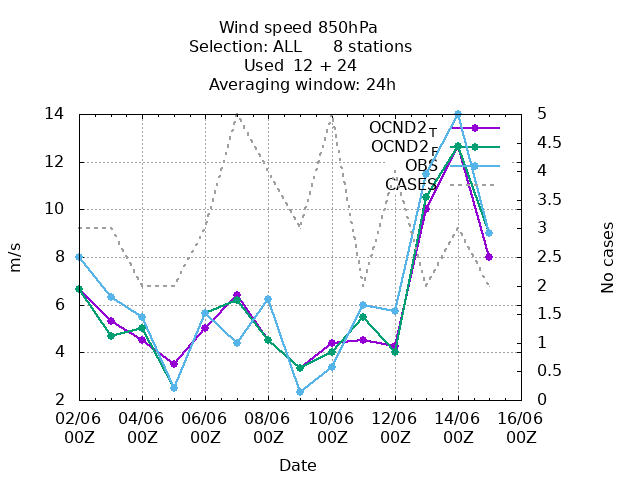 Wind speed 850hPa
Selection: ALL 8 stations
Used 12 + 24
Averaging window: 24h
OCND2T
OCND2F
OBS
CASES
m/s
14
12
10
8
6
4
2
No cases
5
4.5
4
3.5
3
2.5
2
1.5
1
0.5
0
02/06 04/06 06/06 08/06 10/06 12/06 14/06 16/06
00Z 00Z 00Z 00Z 00Z 00Z 00Z 00Z
Date